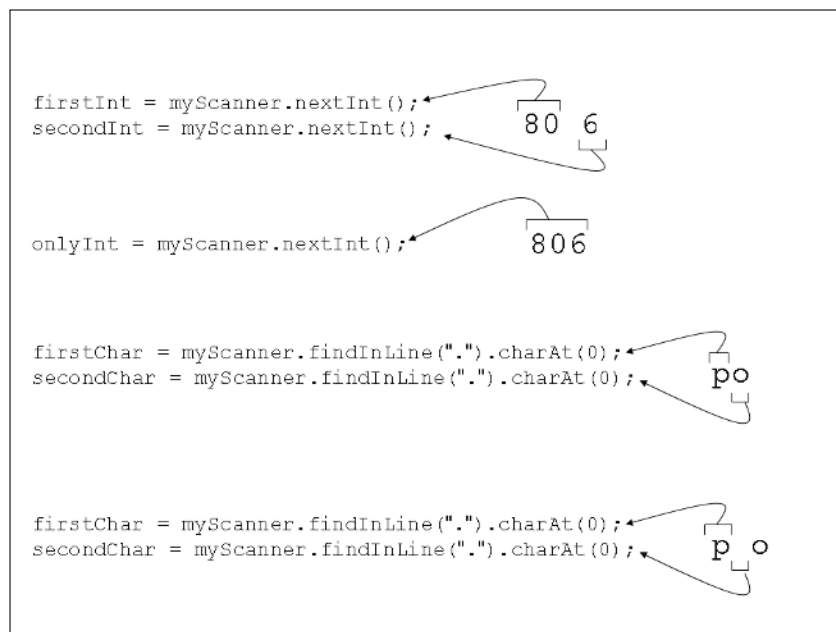 firstInt = myScanner.nextInt();
secondInt = myScanner.nextInt();
80 6
onlyInt = myScanner.nextInt();
806
firstChar = myScanner.findInLine(".").charAt(0);
secondChar = myScanner.findInLine(".").charAt(0);
po
firstChar = myScanner.findInLine(".").charAt(0);
secondChar = myScanner.findInLine(".").charAt(0);
p o